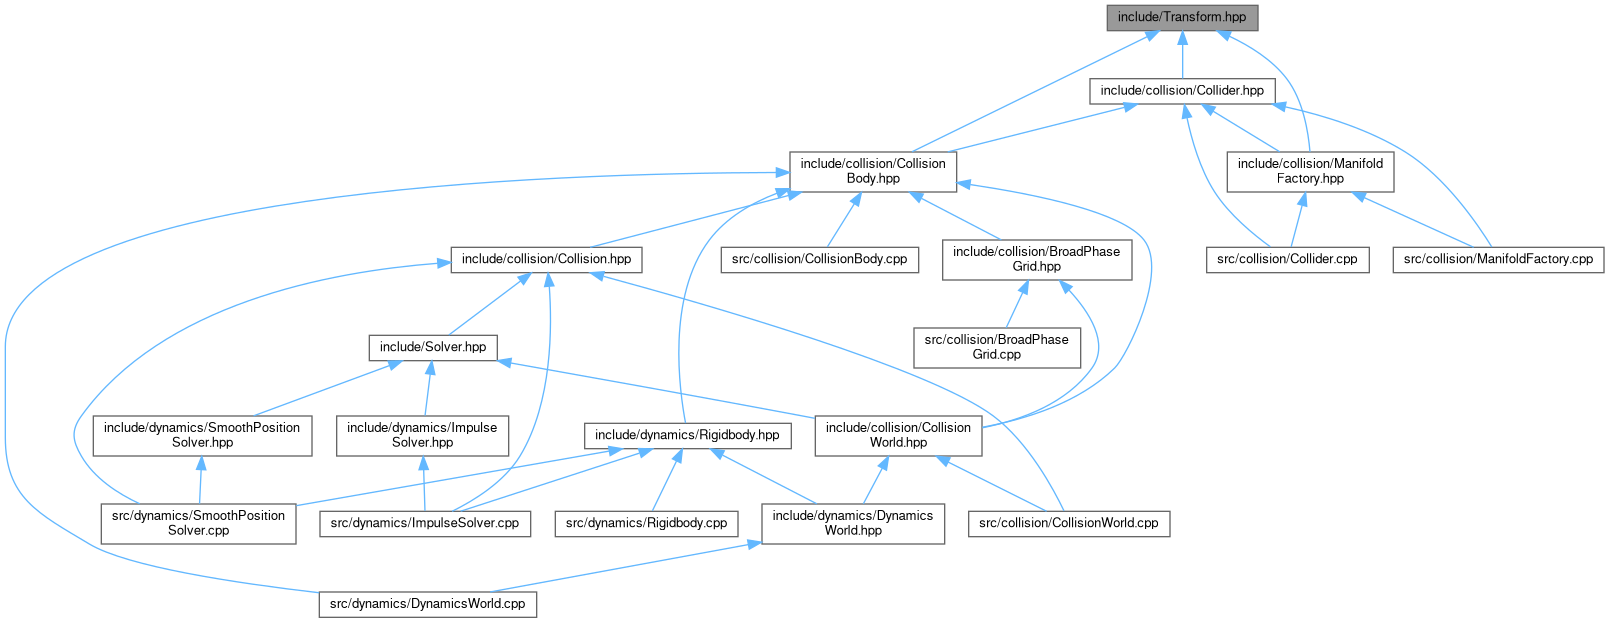 include/Transform.hpp
include/collision/Collider.hpp
include/collision/Collision
Body.hpp
include/collision/Manifold
Factory.hpp
include/collision/Collision.hpp
src/collision/CollisionBody.cpp
include/collision/BroadPhase
Grid.hpp
src/collision/Collider.cpp
src/collision/ManifoldFactory.cpp
include/Solver.hpp
src/collision/BroadPhase
Grid.cpp
include/dynamics/SmoothPosition
Solver.hpp
include/dynamics/Impulse
Solver.hpp
include/dynamics/Rigidbody.hpp
include/collision/Collision
World.hpp
src/dynamics/SmoothPosition
Solver.cpp
src/dynamics/ImpulseSolver.cpp
src/dynamics/Rigidbody.cpp
include/dynamics/Dynamics
World.hpp
src/collision/CollisionWorld.cpp
src/dynamics/DynamicsWorld.cpp